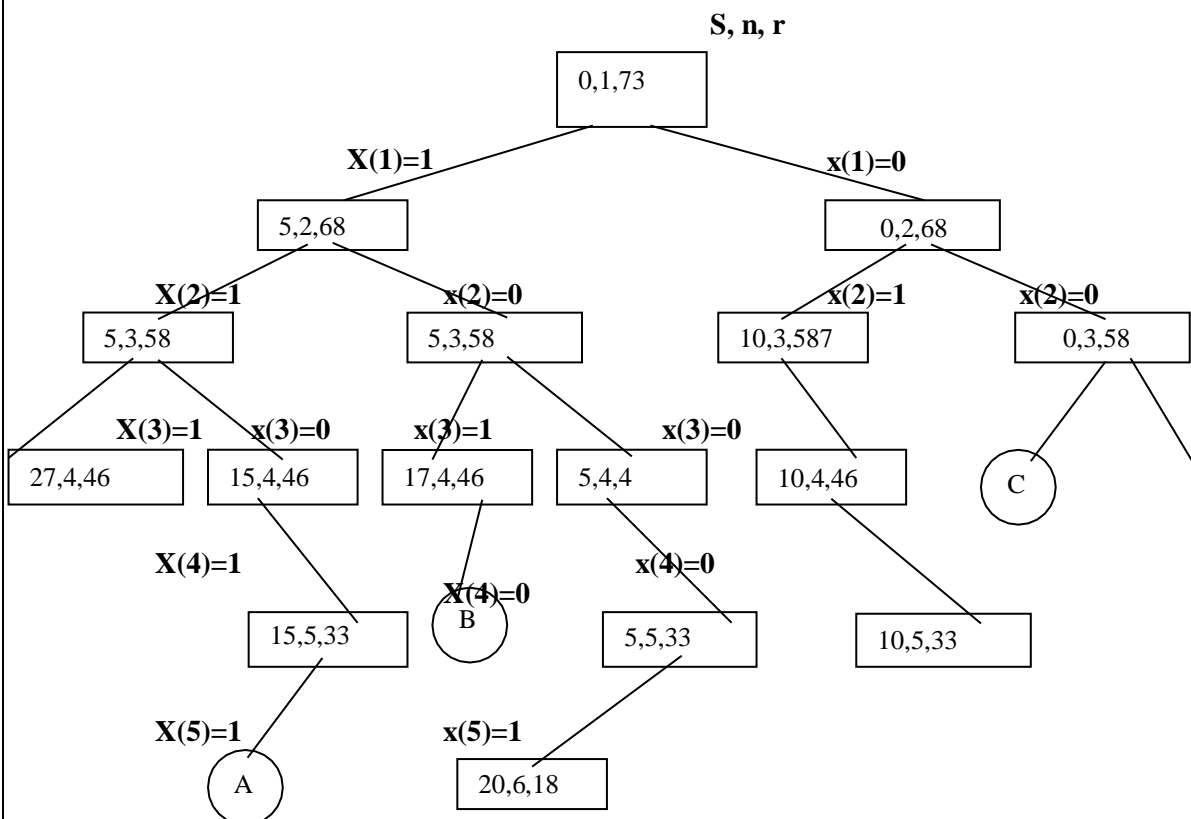 S, n, r
0,1,73
X(1)=1 x(1)=0
5,2,68 0,2,68
X(2)=1 x(2)=0 x(2)=1 x(2)=0
5,3,58 5,3,58 10,3,587 0,3,58
X(3)=1 x(3)=0 x(3)=1 x(3)=0
27,4,46 15,4,46 17,4,46 5,4,4 10,4,46 C
X(4)=1 x(4)=0
X(4)=0
B
15,5,33 5,5,33 10,5,33
X(5)=1 x(5)=1
A 20,6,18